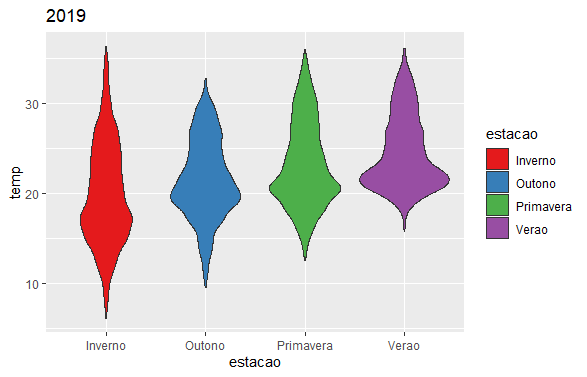 2019
temp
30
20
10
Inverno Outono Primavera Verao
estacao
estacao
Inverno
Outono
Primavera
Verao